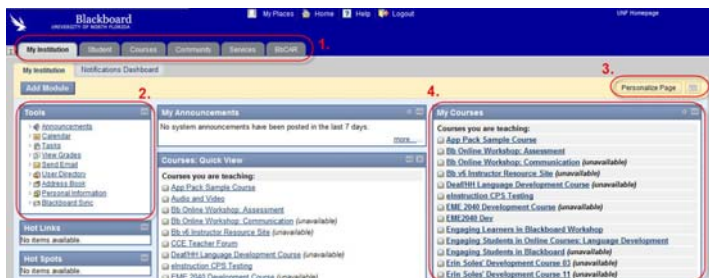 Blackboard
UNIVERSITY OF NORTH FLORIDA
My Places Home Help Logout
UNF Homepage
My Institution Student Courses Community Services BbCAR
1.
My Institution Notifications Dashboard
Add Module
2.
3.
Personalize Page
4.
Tools
Announcements
Calendar
Tasks
View Grades
Send Email
User Directory
Address Book
Personal Information
Blackboard Sync
Hot Links
No items available.
Hot Spots
No items available.
My Announcements
No system announcements have been posted in the last 7 days.
more...
Courses: Quick View
Courses you are teaching:
App Pack Sample Course
Audio and Video
Bb Online Workshop: Assessment
Bb Online Workshop: Communication (unavailable)
Bb v6 Instructor Resource Site (unavailable)
CCE Teacher Forum
Deaf/HH Language Development Course (unavailable)
eInstruction CPS Testing
EME 2040 Development Course (unavailable)
My Courses
Courses you are teaching:
App Pack Sample Course
Bb Online Workshop: Assessment
Bb Online Workshop: Communication (unavailable)
Bb v6 Instructor Resource Site (unavailable)
Deaf/HH Language Development Course (unavailable)
eInstruction CPS Testing
EME 2040 Development Course (unavailable)
EME2040 Dev
Engaging Learners in Blackboard Workshop
Engaging Students in Online Courses: Language Development
Engaging Students in Blackboard (unavailable)
Erin Soles' Development Course 03 (unavailable)
Erin Soles' Development Course 11 (unavailable)